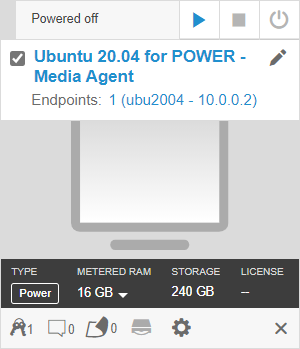 Powered off
Ubuntu 20.04 for POWER -
Media Agent
Endpoints: 1 (ubu2004 - 10.0.0.2)
TYPE METERED RAM STORAGE LICENSE
Power 16 GB 240 GB --
1 0 0